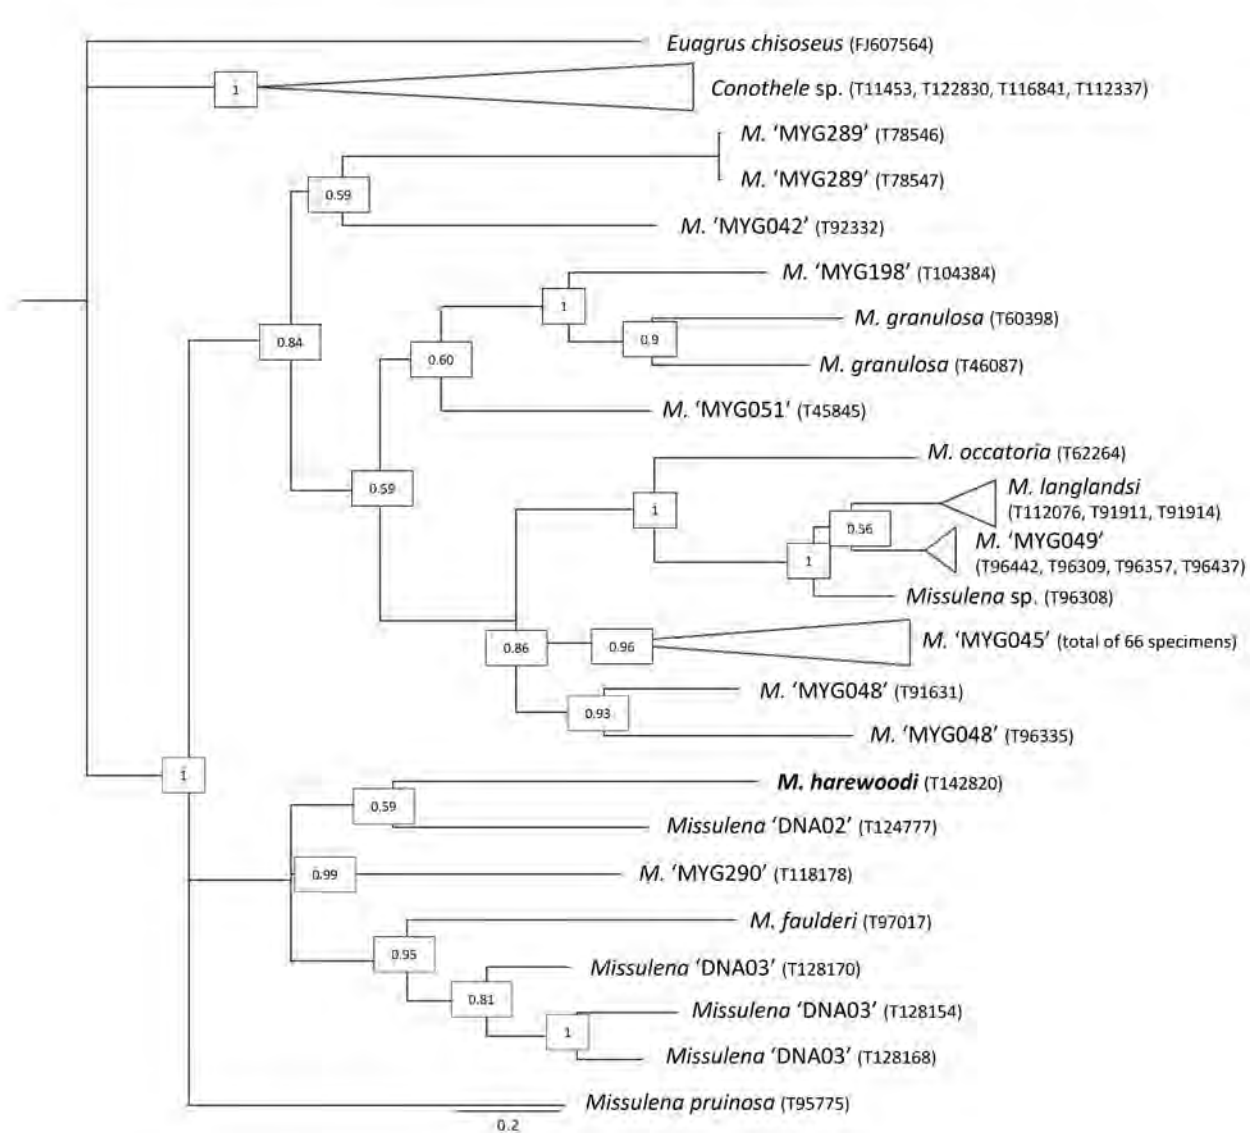 Euagrus chisoseus (FJ607564)
1
Conothele sp. (T11453, T122830, T116841, T112337)
M. ‘MYG289’ (T78546)
0.59
M. ‘MYG289’ (T78547)
M. ‘MYG042’ (T92332)
M. ‘MYG198’ (T104384)
1
M. granulosa (T60398)
0.84
0.60
0.9
M. granulosa (T46087)
M. ‘MYG051’ (T45845)
M. occatoria (T62264)
0.59
M. langlandsi
(T112076, T91911, T91914)
1
0.56
M. ‘MYG049’
(T96442, T96309, T96357, T96437)
1
Missulena sp. (T96308)
0.86
0.96
M. ‘MYG045’ (total of 66 specimens)
M. ‘MYG048’ (T91631)
0.93
M. ‘MYG048’ (T96335)
1
M. harewoodi (T142820)
0.59
Missulena ‘DNA02’ (T124777)
0.99
M. ‘MYG290’ (T118178)
M. faulderi (T97017)
0.95
Missulena ‘DNA03’ (T128170)
0.81
Missulena ‘DNA03’ (T128154)
1
Missulena ‘DNA03’ (T128168)
Missulena pruinosa (T95775)
0.2